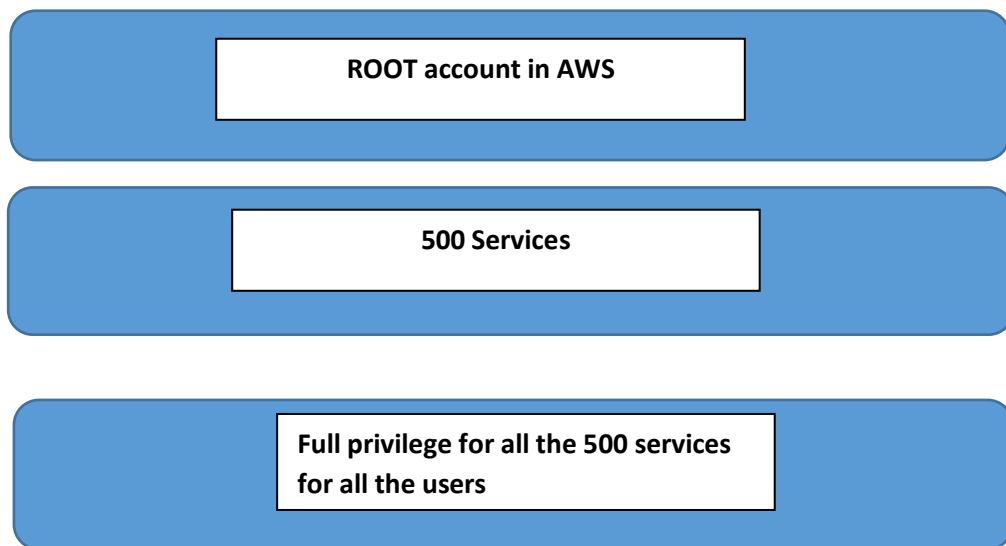 ROOT account in AWS
500 Services
Full privilege for all the 500 services
for all the users